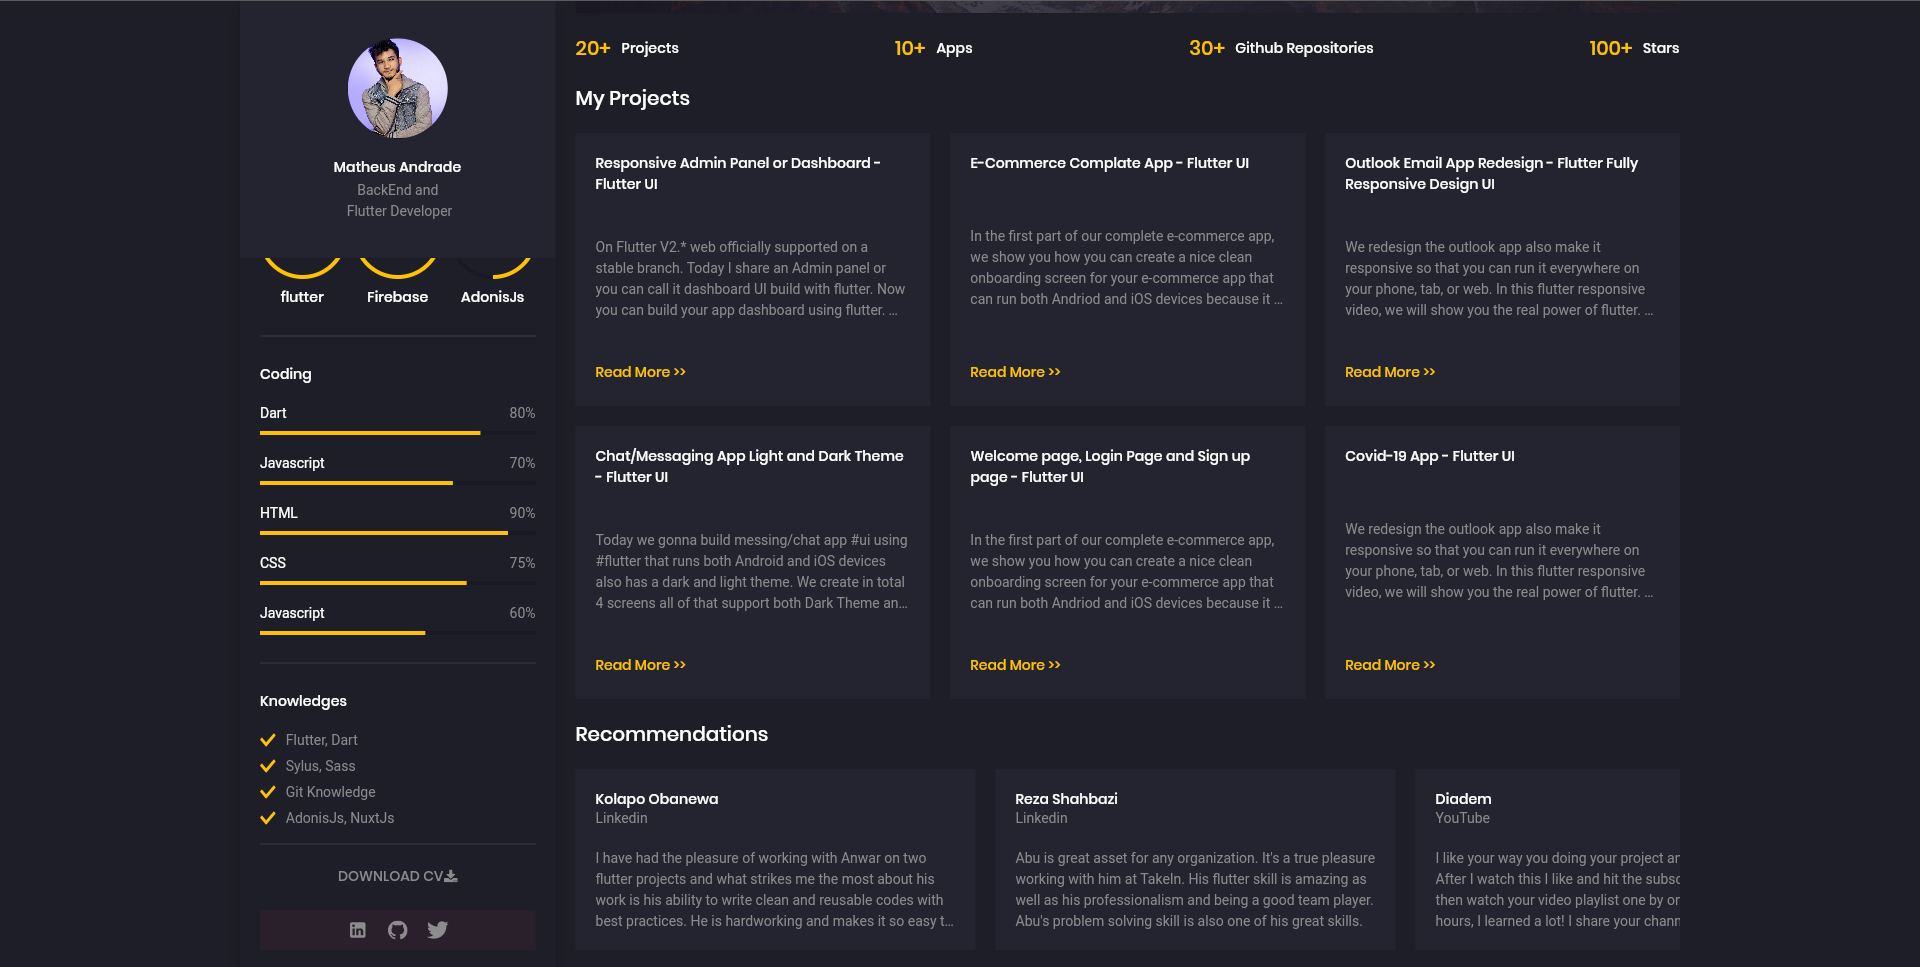 Matheus Andrade
BackEnd and
Flutter Developer
flutter
Firebase
AdonisJs
Coding
Dart 80%
Javascript 70%
HTML 90%
CSS 75%
Javascript 60%
Knowledges
Flutter, Dart
Sylus, Sass
Git Knowledge
AdonisJs, NuxtJs
DOWNLOAD CV
20+ Projects
10+ Apps
30+ Github Repositories
100+ Stars
My Projects
Responsive Admin Panel or Dashboard -
Flutter UI
On Flutter V2.* web officially supported on a
stable branch. Today I share an Admin panel or
you can call it dashboard UI build with flutter. Now
you can build your app dashboard using flutter. ...
Read More >>
E-Commerce Complate App - Flutter UI
In the first part of our complete e-commerce app,
we show you how you can create a nice clean
onboarding screen for your e-commerce app that
can run both Andriod and iOS devices because it ...
Read More >>
Outlook Email App Redesign - Flutter Fully
Responsive Design UI
We redesign the outlook app also make it
responsive so that you can run it everywhere on
your phone, tab, or web. In this flutter responsive
video, we will show you the real power of flutter. ...
Read More >>
Chat/Messaging App Light and Dark Theme
- Flutter UI
Today we gonna build messing/chat app #ui using
#flutter that runs both Android and iOS devices
also has a dark and light theme. We create in total
4 screens all of that support both Dark Theme an...
Read More >>
Welcome page, Login Page and Sign up
page - Flutter UI
In the first part of our complete e-commerce app,
we show you how you can create a nice clean
onboarding screen for your e-commerce app that
can run both Andriod and iOS devices because it ...
Read More >>
Covid-19 App - Flutter UI
We redesign the outlook app also make it
responsive so that you can run it everywhere on
your phone, tab, or web. In this flutter responsive
video, we will show you the real power of flutter. ...
Read More >>
Recommendations
Kolapo Obanewa
Linkedin
I have had the pleasure of working with Anwar on two
flutter projects and what strikes me the most about his
work is his ability to write clean and reusable codes with
best practices. He is hardworking and makes it so easy t...
Reza Shahbazi
Linkedin
Abu is great asset for any organization. It's a true pleasure
working with him at TakeIn. His flutter skill is amazing as
well as his professionalism and being a good team player.
Abu's problem solving skill is also one of his great skills.
Diadem
YouTube
I like your way you doing your project
After I watch this I like and hit the
then watch your video playlist one by
hours, I learned a lot! I share your